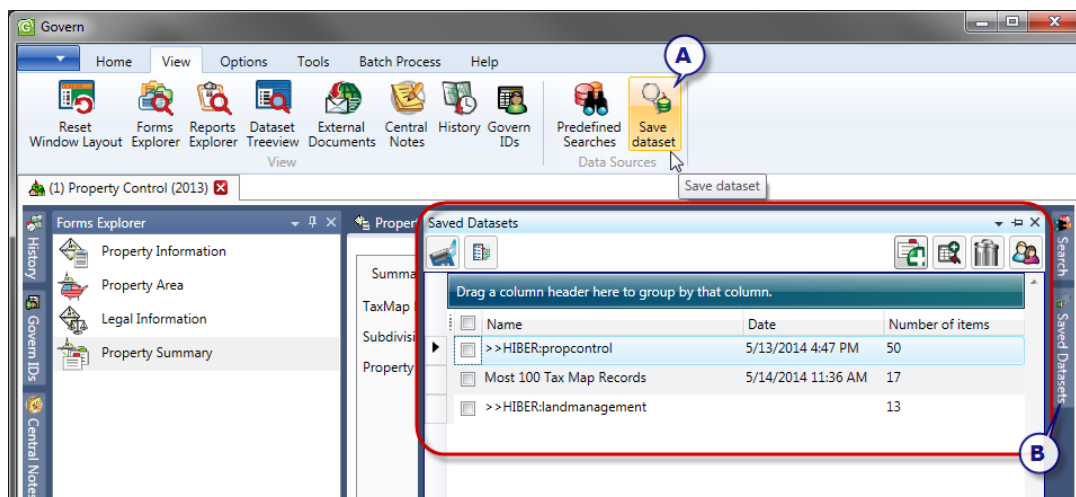 Govern
Home View Options Tools Batch Process Help
A
Reset Window Layout
Forms Explorer
Reports Explorer
Dataset Treeview
External Documents
Central Notes
History
Govern IDs
Predefined Searches
Save dataset
View
Data Sources
Save dataset
(1) Property Control (2013)
History
Govern IDs
Central Notes
Forms Explorer
Property Information
Property Area
Legal Information
Property Summary
Proper
Summa
TaxMap
Subdivisi
Property
Saved Datasets
Drag a column header here to group by that column.
Name Date Number of items
>>HIBER:propcontrol 5/13/2014 4:47 PM 50
Most 100 Tax Map Records 5/14/2014 11:36 AM 17
>>HIBER:landmanagement 13
Search
Saved Datasets
B